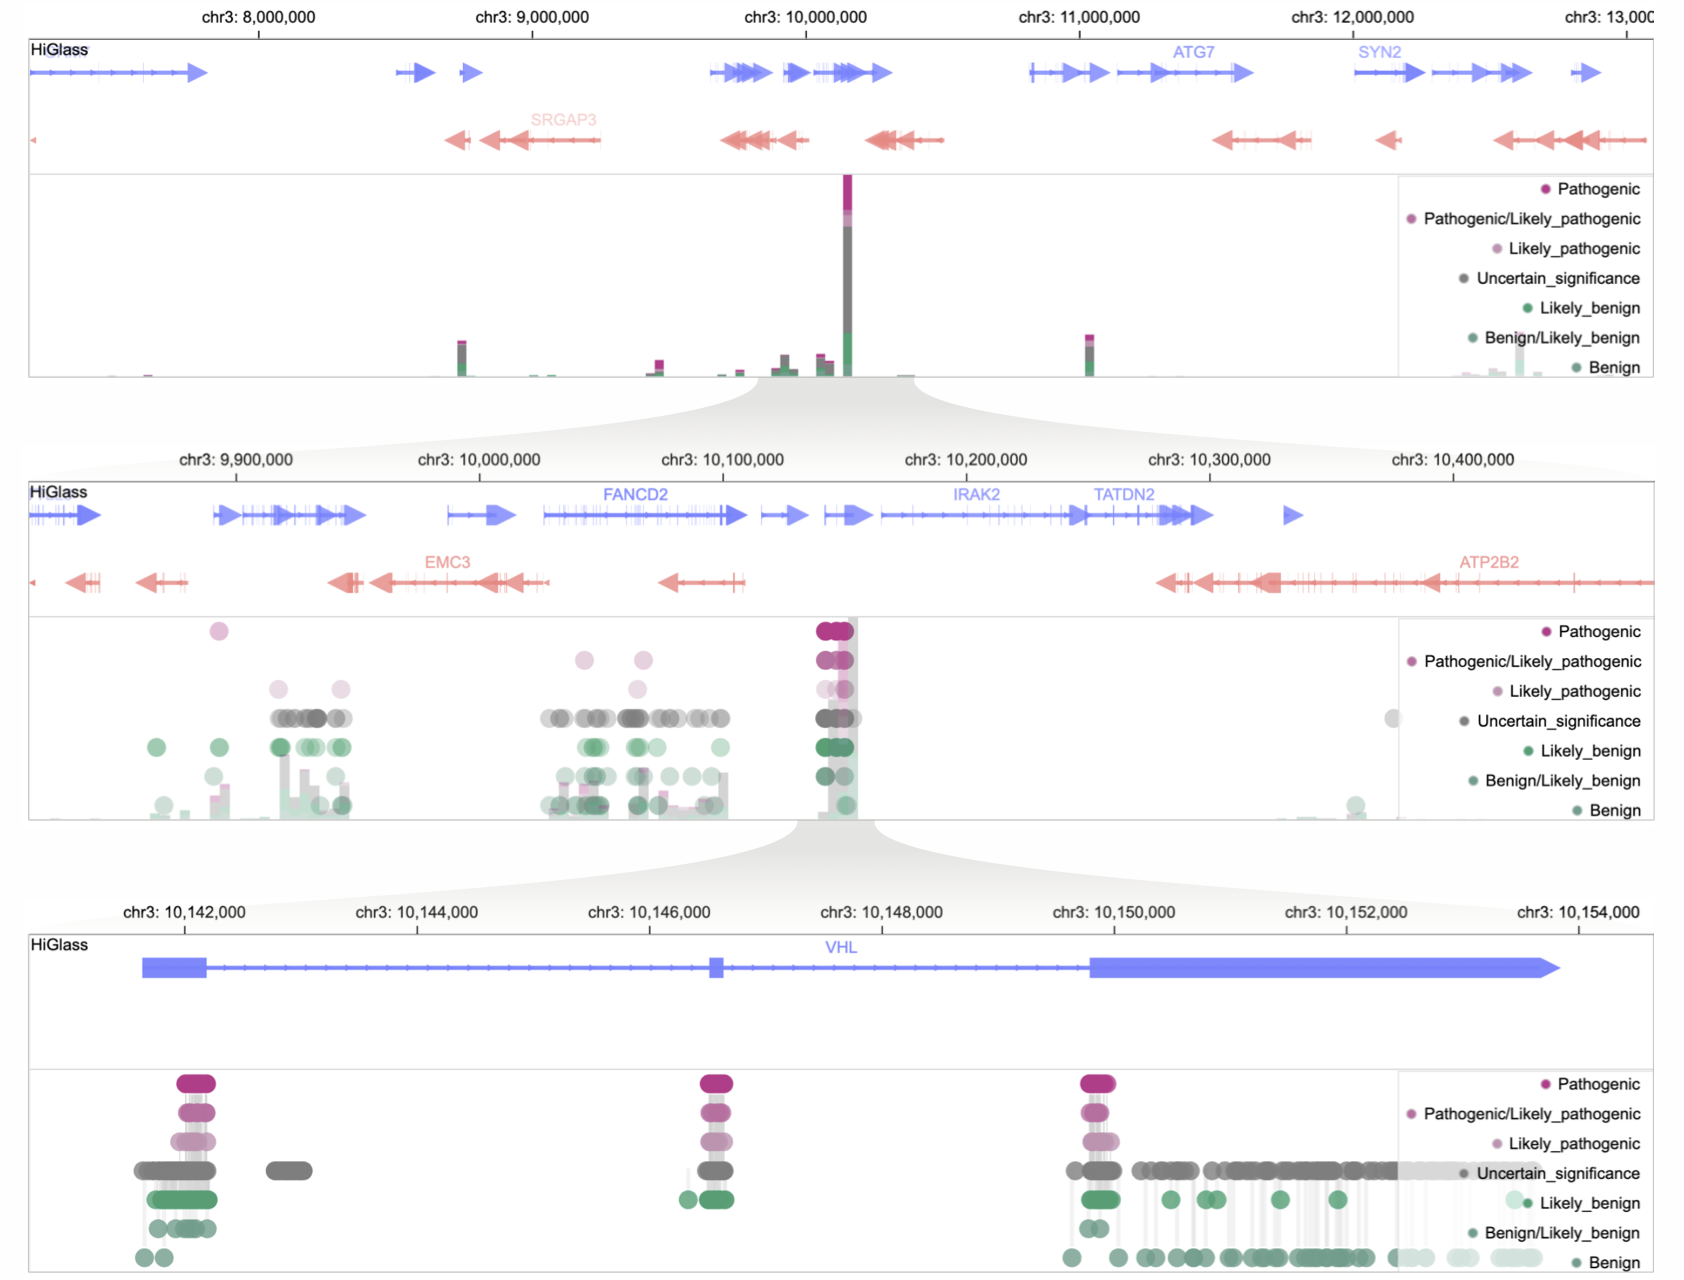 chr3: 8,000,000 chr3: 9,000,000 chr3: 10,000,000 chr3: 11,000,000 chr3: 12,000,000 chr3: 13,000
HiGlass
ATG7 SYN2
SRGAP3
Pathogenic
Pathogenic/Likely_pathogenic
Likely_pathogenic
Uncertain_significance
Likely_benign
Benign/Likely_benign
Benign
chr3: 9,900,000 chr3: 10,000,000 chr3: 10,100,000 chr3: 10,200,000 chr3: 10,300,000 chr3: 10,400,000
HiGlass
FANCD2 IRAK2 TATDN2
EMC3 ATP2B2
Pathogenic
Pathogenic/Likely_pathogenic
Likely_pathogenic
Uncertain_significance
Likely_benign
Benign/Likely_benign
Benign
chr3: 10,142,000 chr3: 10,144,000 chr3: 10,146,000 chr3: 10,148,000 chr3: 10,150,000 chr3: 10,152,000 chr3: 10,154,000
HiGlass
VHL
Pathogenic
Pathogenic/Likely_pathogenic
Likely_pathogenic
Uncertain_significance
Likely_benign
Benign/Likely_benign
Benign